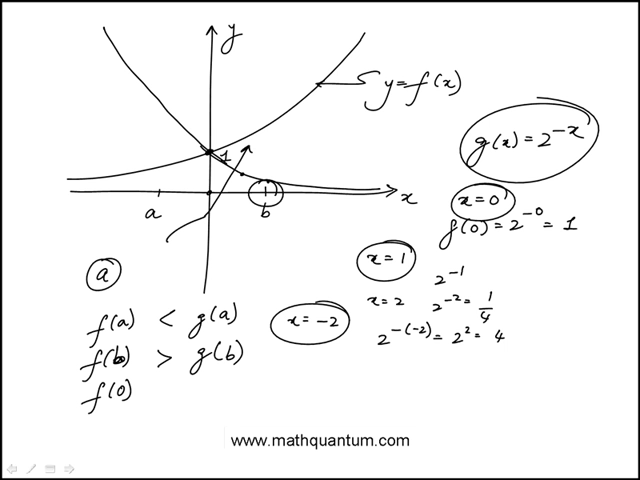 y
y = f(x)
1
g(x) = 2^{-x}
a
1
b
x
x = 0
g(0) = 2^{-0} = 1
x = 1
2^{-1}
a
x = 2 2^{-2} = 1/4
f(a) < g(a)
x = -2
2^{-(-2)} = 2^2 = 4
f(b) > g(b)
f(0)
www.mathquantum.com